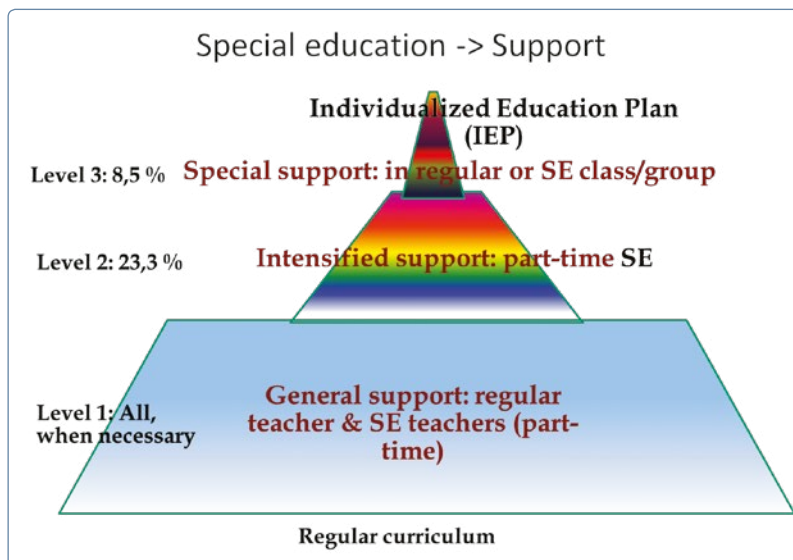 Special education -> Support
Individualized Education Plan
(IEP)
Level 3: 8,5 %
Special support: in regular or SE class/group
Level 2: 23,3 %
Intensified support: part-time SE
Level 1: All,
when necessary
General support: regular
teacher & SE teachers (part-
time)
Regular curriculum